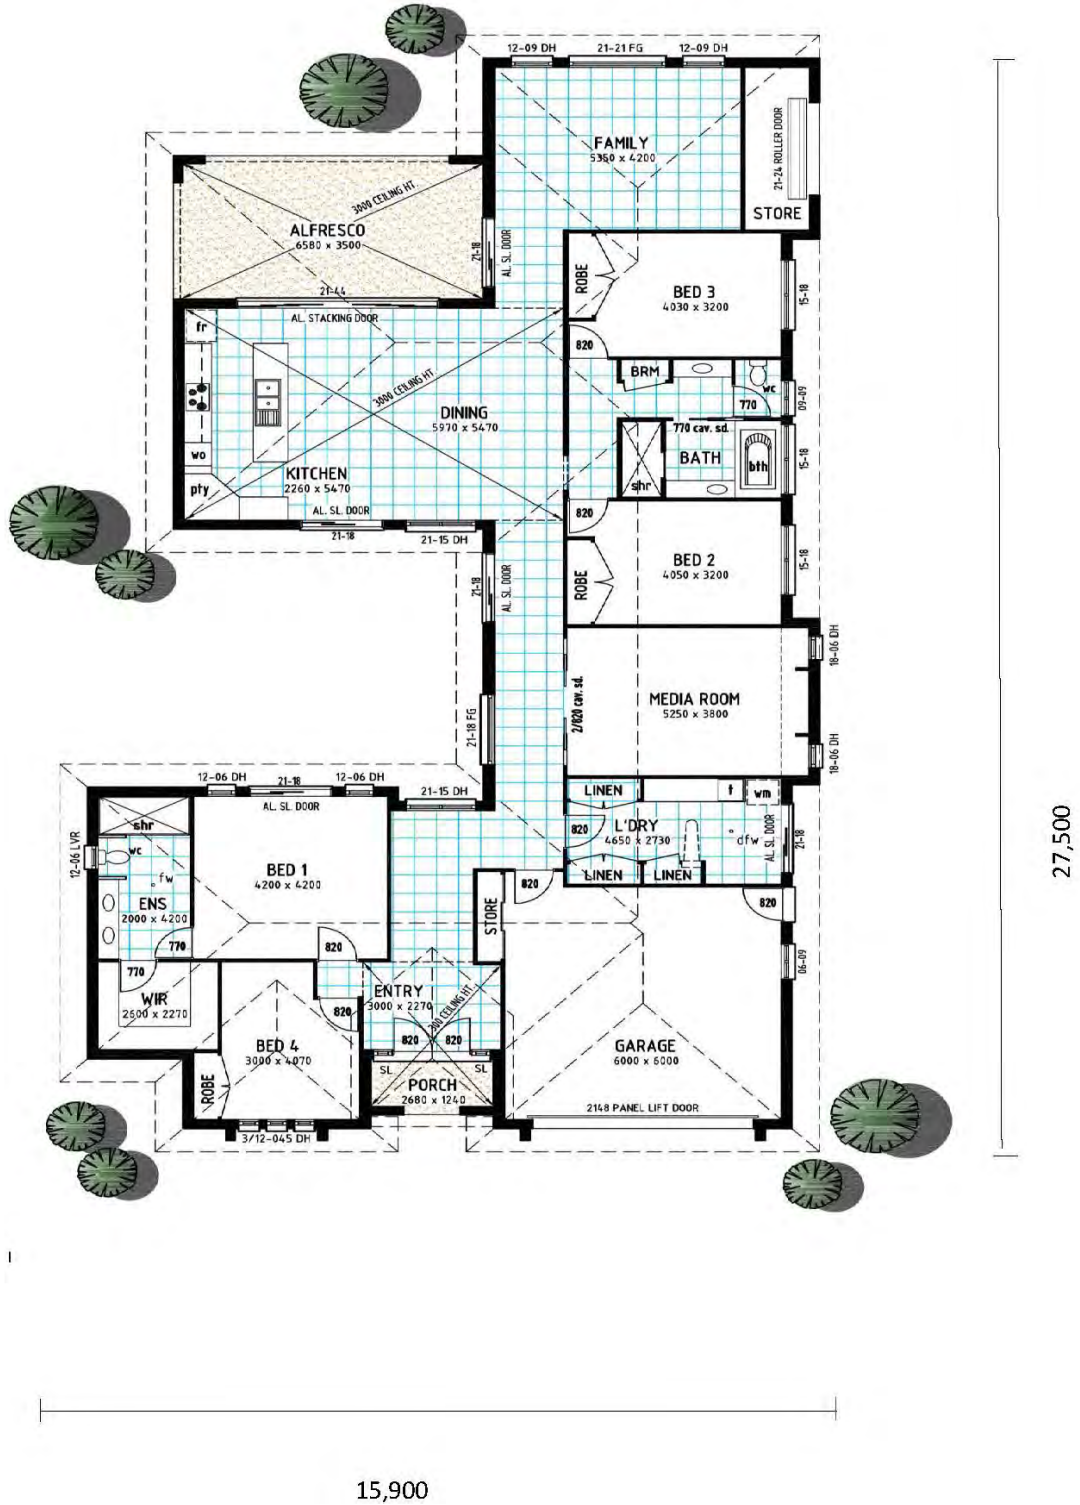 12-09 DH
21-21 FG
12-09 DH
FAMILY
5350 x 4200
21-24 ROLLER DOOR
STORE
3000 CEILING HT.
ALFRESCO
6580 x 3500
21-18
AL. SL. DOOR
21-44
AL. STACKING DOOR
ROBE
BED 3
4030 x 3200
15-18
fr
820
3000 CEILING HT
BRM
wc
770
09-09
DINING
5970 x 5470
770 cav. sd.
BATH
bth
15-18
wo
KITCHEN
2260 x 5470
pty
shr
AL. SL. DOOR
21-18
21-15 DH
820
21-18
AL. SL. DOOR
ROBE
BED 2
4050 x 3200
15-18
18-06 DH
2/820 cav. sd.
MEDIA ROOM
5250 x 3800
21-18 FG
18-06 DH
12-06 DH
21-18
12-06 DH
AL. SL. DOOR
21-15 DH
LINEN
t
wm
820
L'DRY
4650 x 2730
dfw
AL. SL. DOOR
21-18
LINEN
LINEN
shr
12-06 LVR
wc
fw
BED 1
4200 x 4200
ENS
2000 x 4200
770
820
STORE
820
820
06-09
27,500
770
WIR
2600 x 2270
820
ENTRY
3000 x 2270
300 CEILING HT.
820
820
BED 4
3000 x 4070
ROBE
SL
SL
PORCH
2680 x 1240
GARAGE
6000 x 6000
2148 PANEL LIFT DOOR
3/12-045 DH
15,900